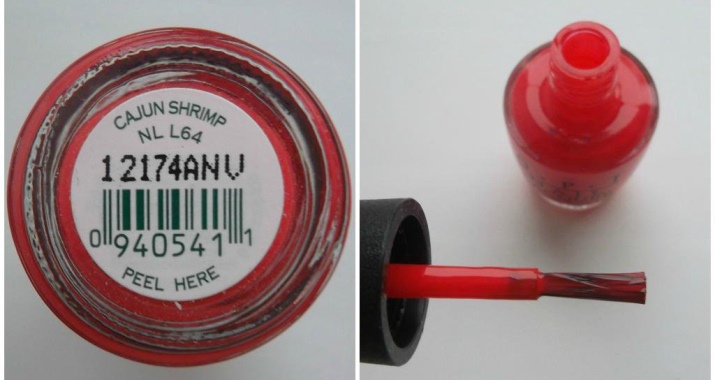 CAJUN SHRIMP
NL L64
12174ANV
0 940541 1
PEEL HERE
O·P·I